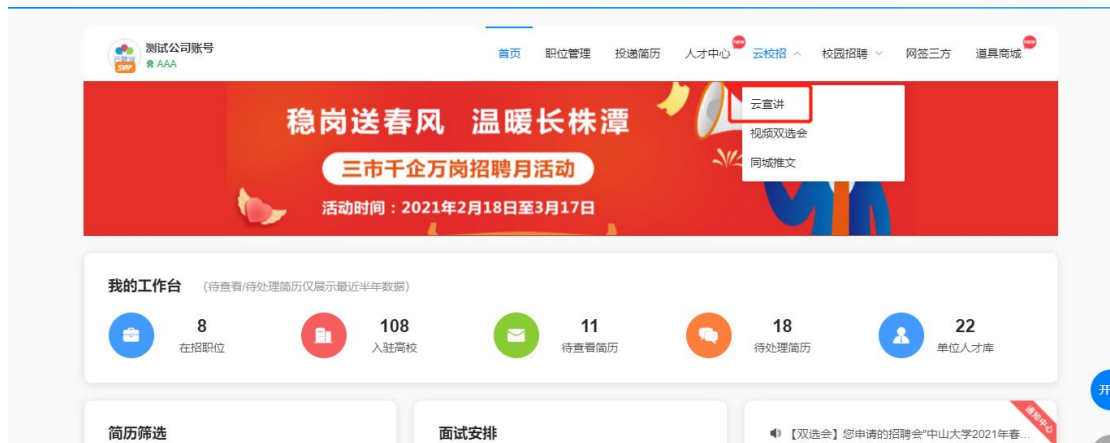 测试公司账号
AAA
SVIP
首页 职位管理 投递简历 人才中心 new 云校招 校园招聘 网签三方 道具商城 new
云宣讲
视频双选会
同城推文
稳岗送春风 温暖长株潭
三市千企万岗招聘月活动
活动时间：2021年2月18日至3月17日
我的工作台 （待查看/待处理简历仅展示最近半年数据）
8 108 11 18 22
在招职位 入驻高校 待查看简历 待处理简历 单位人才库
开
通知中心
简历筛选 面试安排 【双选会】您申请的招聘会"中山大学2021年春...